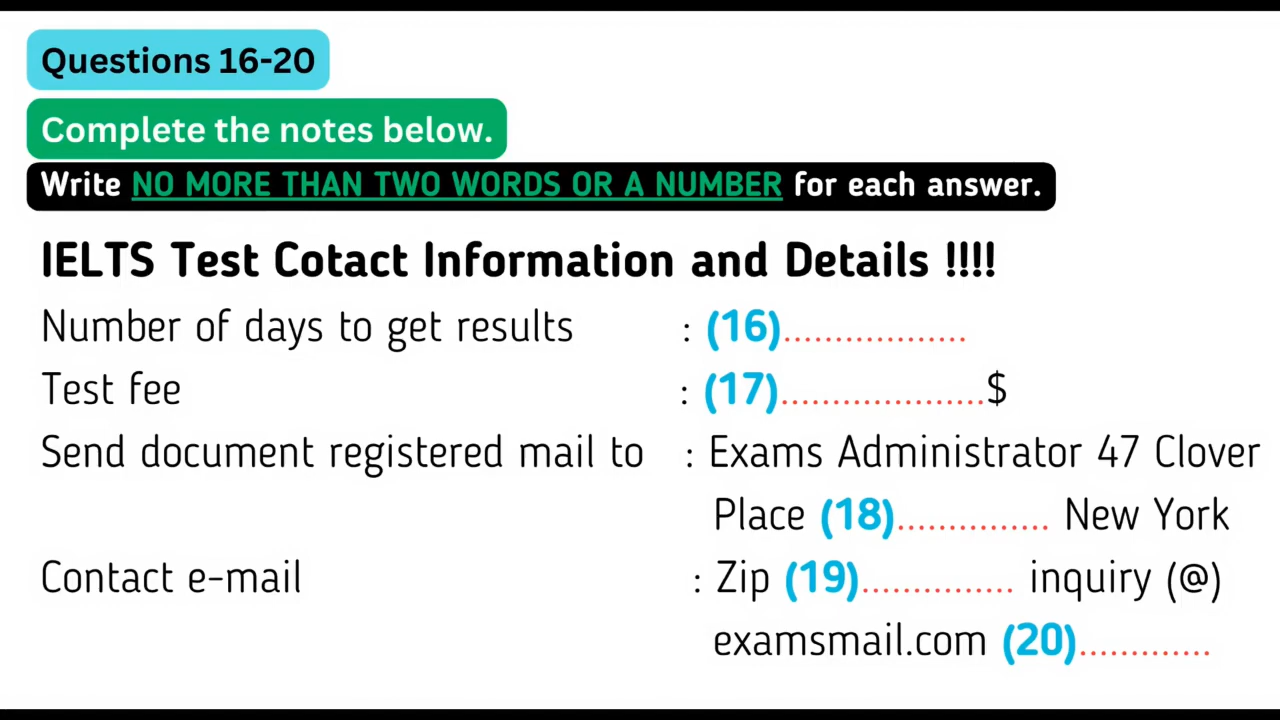 Questions 16-20
Complete the notes below.
Write NO MORE THAN TWO WORDS OR A NUMBER for each answer.
IELTS Test Cotact Information and Details !!!!
Number of days to get results : (16)..................
Test fee : (17)....................$
Send document registered mail to : Exams Administrator 47 Clover
Place (18)............... New York
Contact e-mail : Zip (19)............... inquiry (@)
examsmail.com (20).............